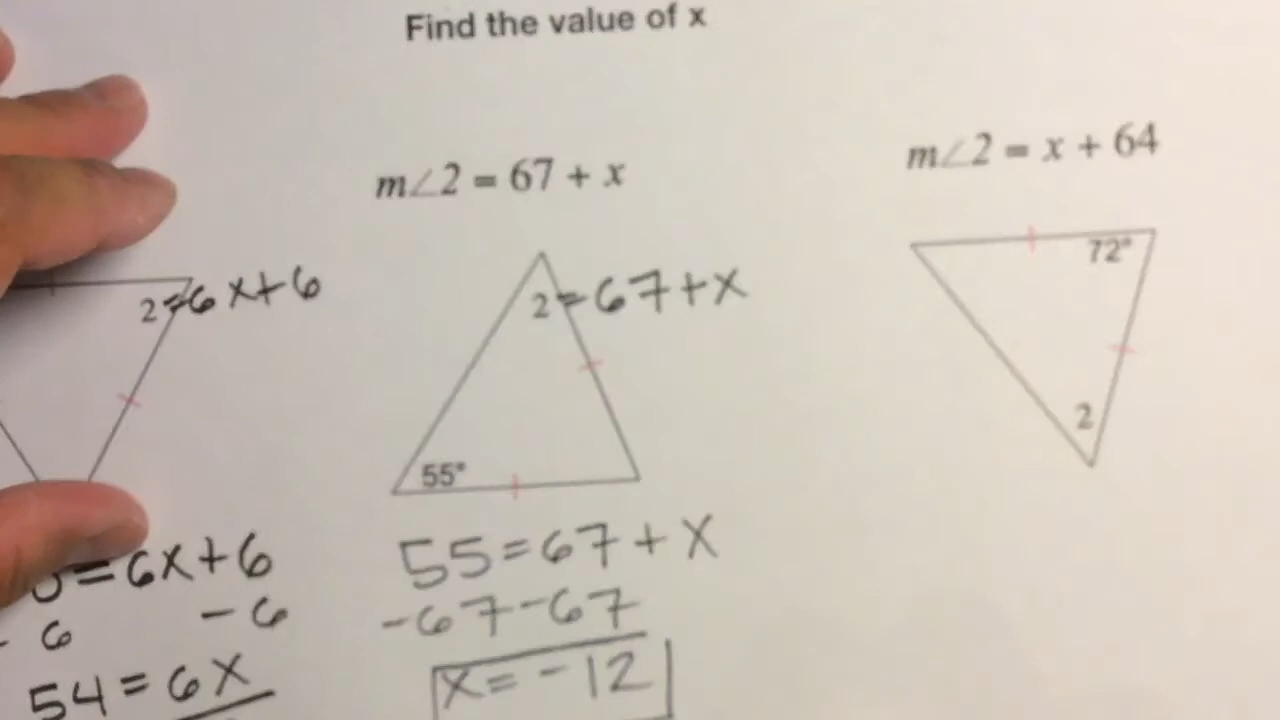 Find the value of x
m∠2 = 67 + x
m∠2 = x + 64
2=6x+6
2=67+x
72°
2
55°
=6x+6
- 6 - 6
54=6x
55=67+x
-67-67
x=-12